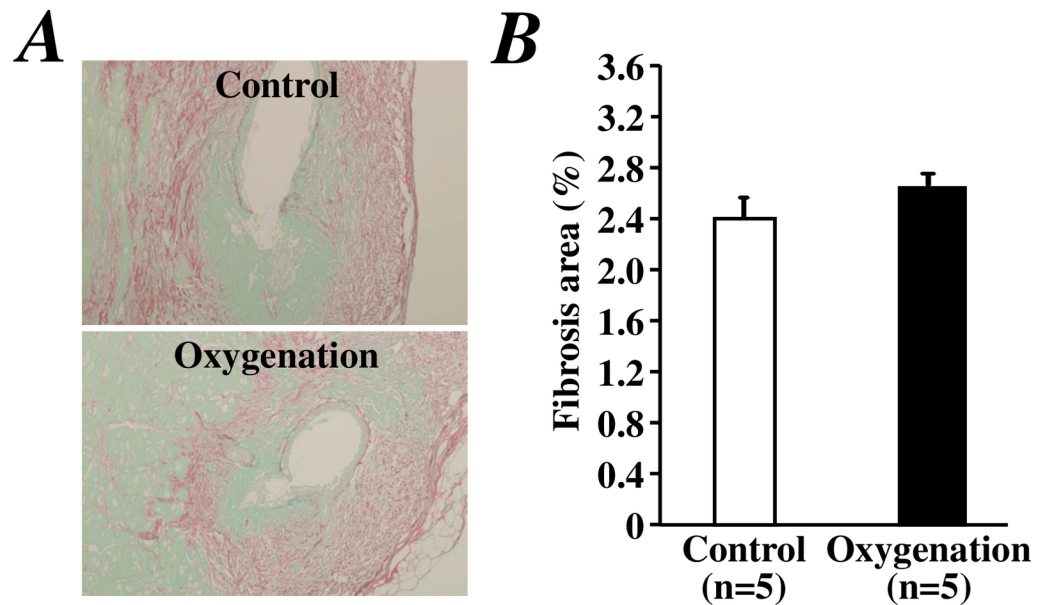 A
Control
Oxygenation
B
Fibrosis area (%)
3.6
3.2
2.8
2.4
2.0
1.6
1.2
0.8
0.4
0
Control Oxygenation
(n=5) (n=5)